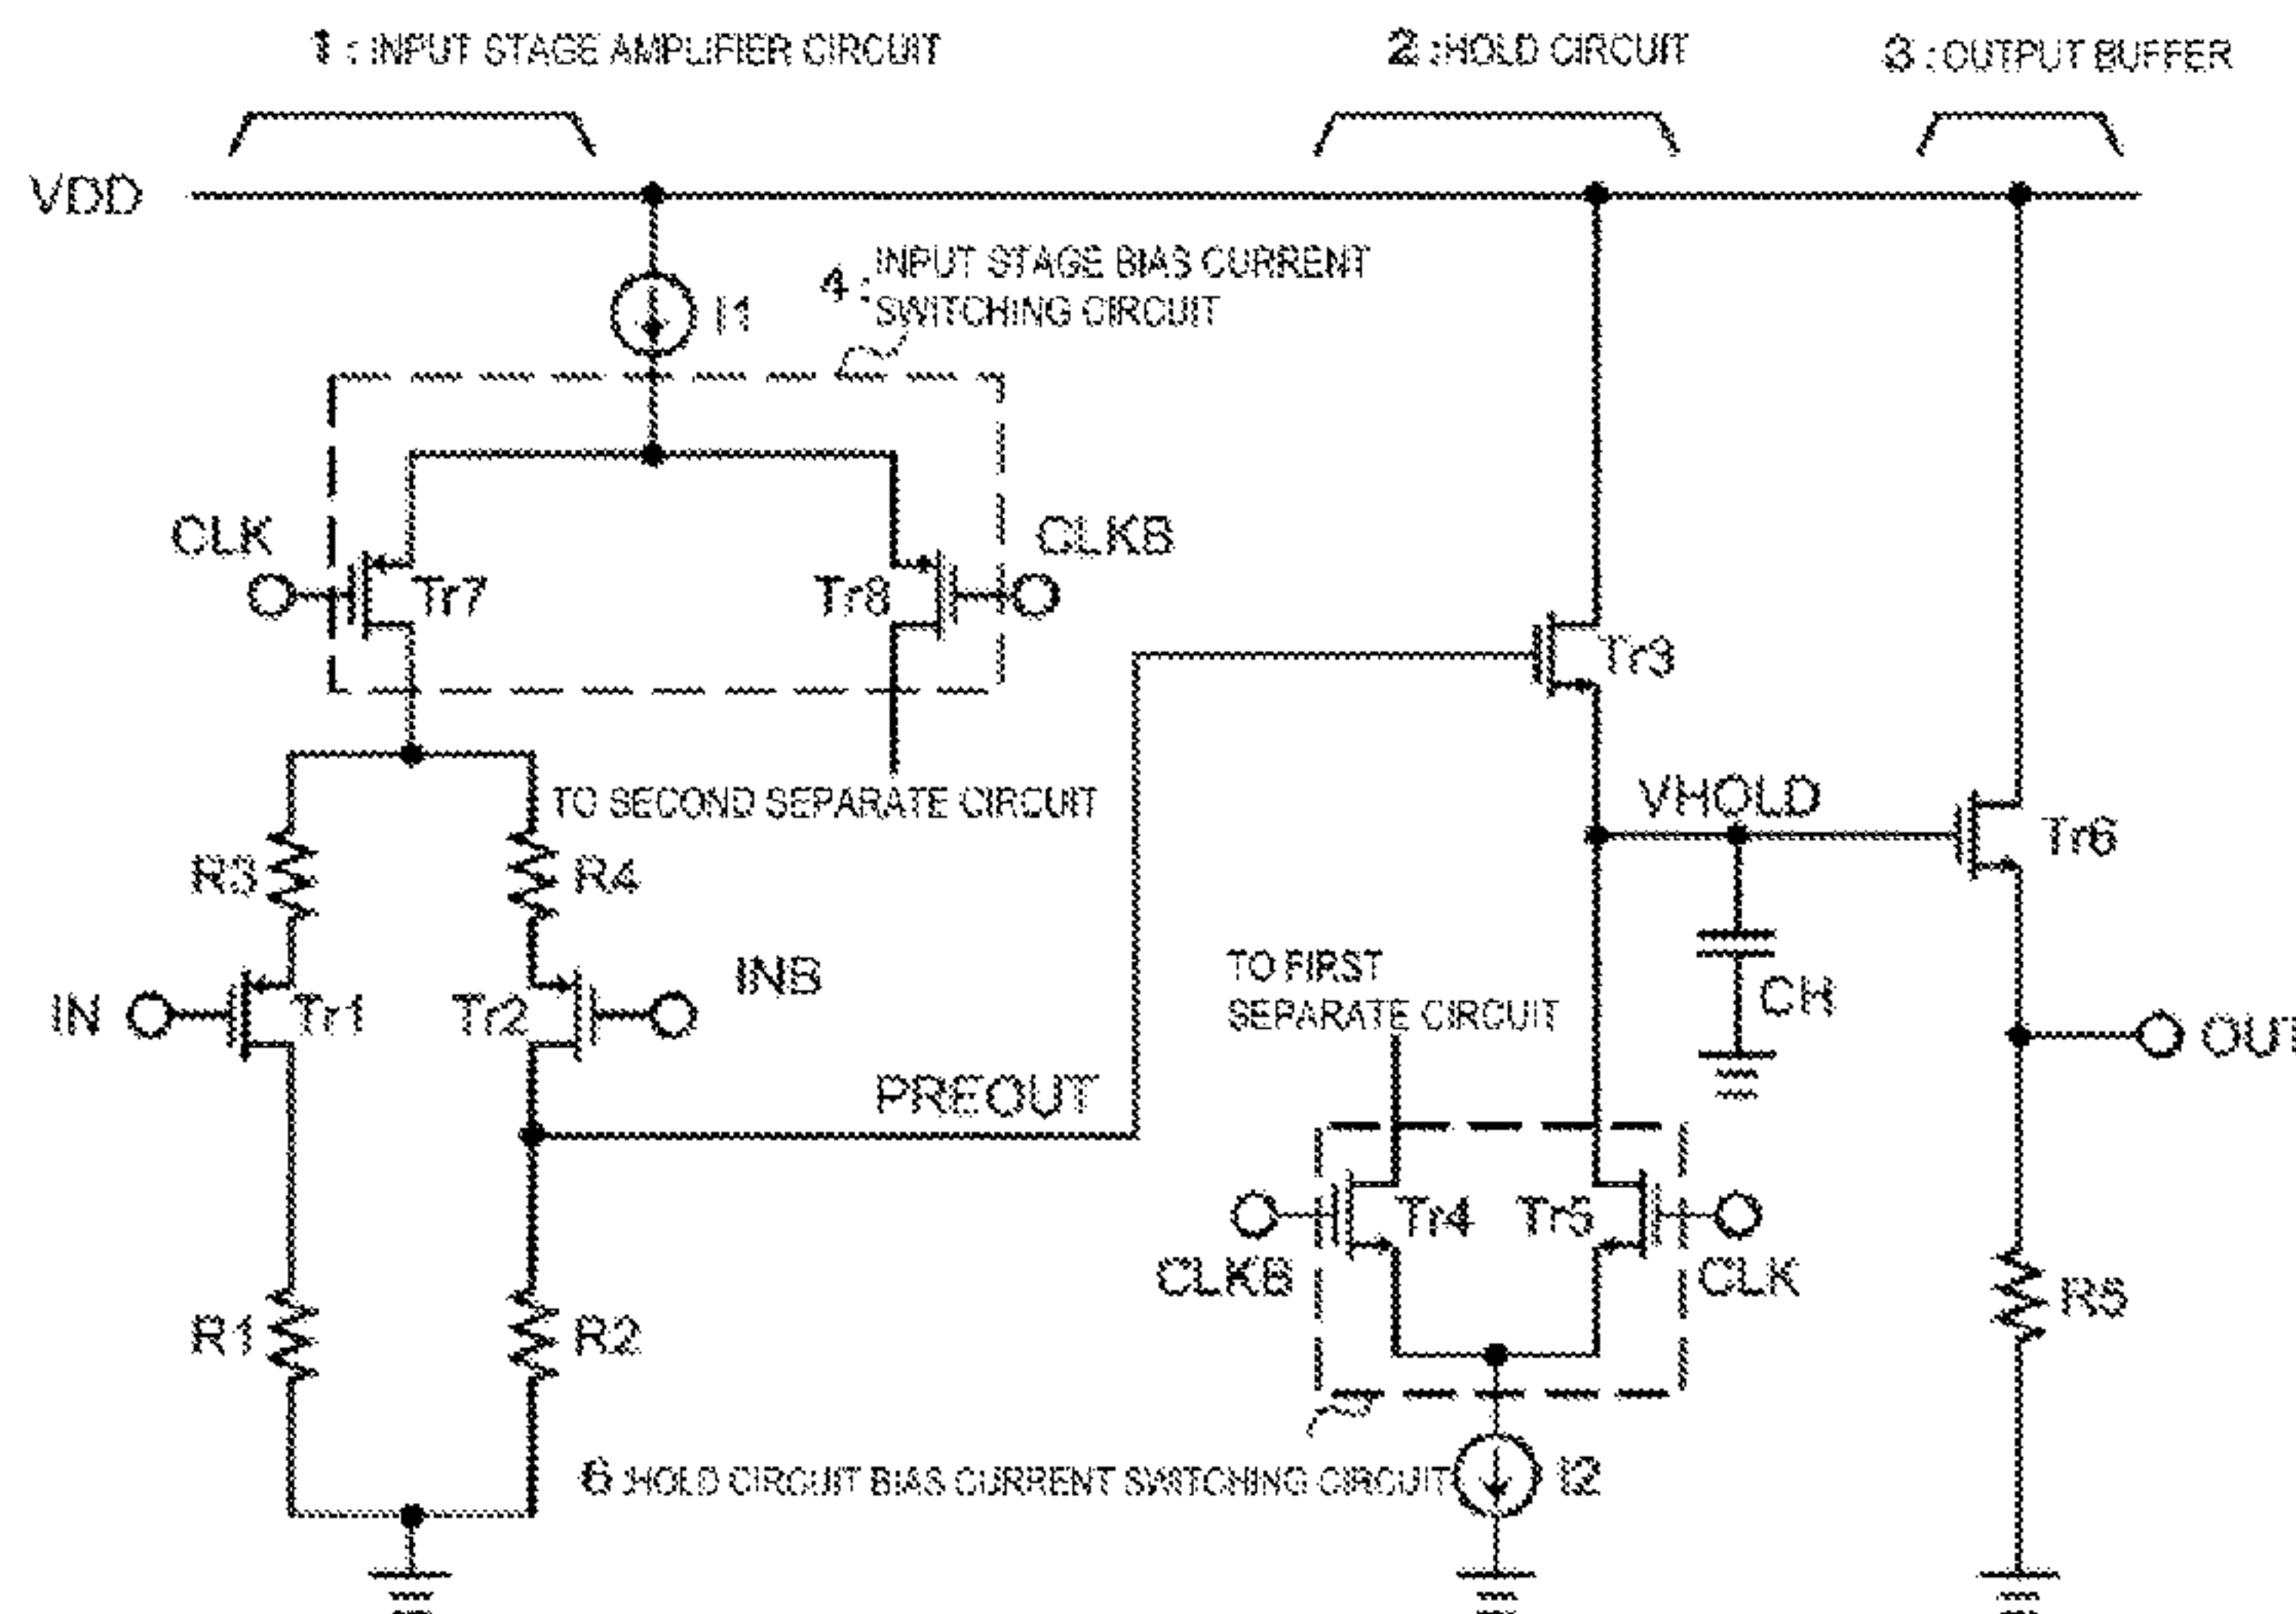 1 : INPUT STAGE AMPLIFIER CIRCUIT
2 : HOLD CIRCUIT
3 : OUTPUT BUFFER
VDD
I1
4 : INPUT STAGE BIAS CURRENT
SWITCHING CIRCUIT
CLK
Tr7
Tr8
CLKB
Tr3
TO SECOND SEPARATE CIRCUIT
VHOLD
Tr6
R3
R4
IN
Tr1
Tr2
INB
TO FIRST
SEPARATE CIRCUIT
CH
OUT
PREOUT
CLKB
Tr4
Tr5
CLK
R1
R2
R5
6 : HOLD CIRCUIT BIAS CURRENT SWITCHING CIRCUIT
I2